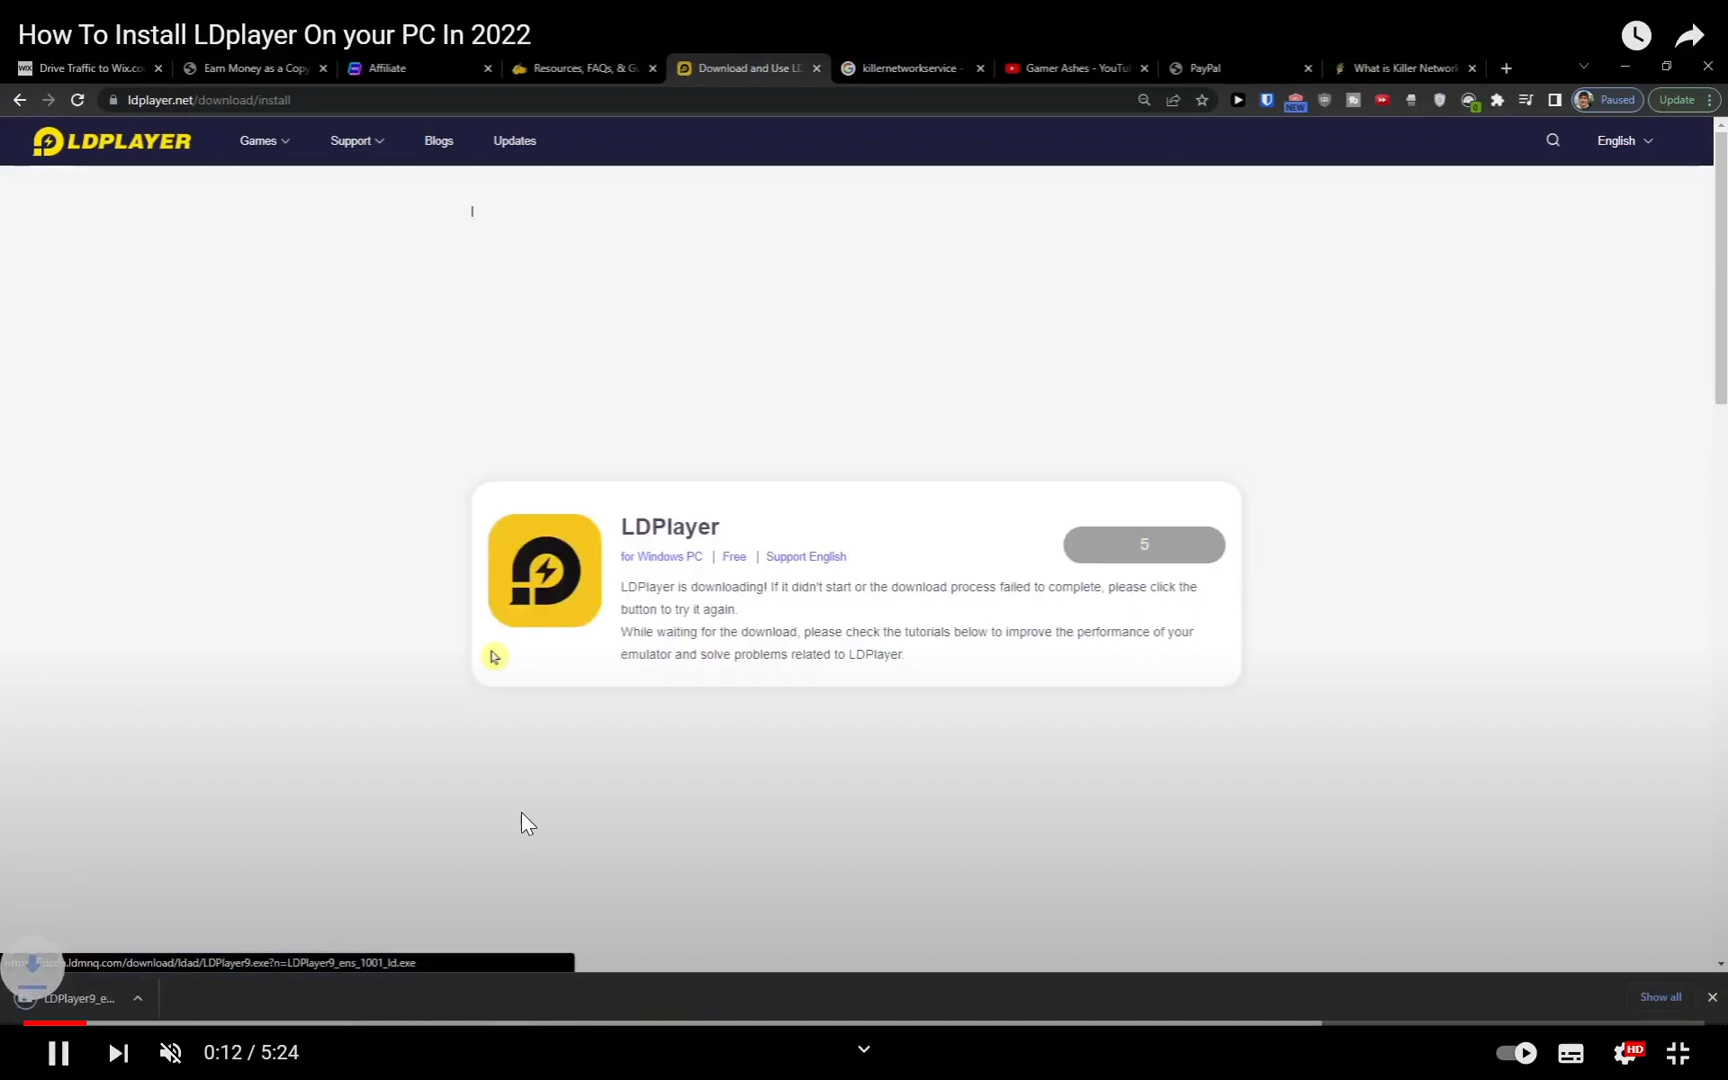 How To Install LDplayer On your PC In 2022
Drive Traffic to Wix.co
Earn Money as a Copy
Affiliate
Resources, FAQs, & Gu
Download and Use LD
killernetworkservice -
Gamer Ashes - YouTub
PayPal
What is Killer Network
ldplayer.net/download/install
NEW
0
Paused
Update
LDPLAYER
Games
Support
Blogs
Updates
English
LDPlayer
for Windows PC | Free | Support English
5
LDPlayer is downloading! If it didn't start or the download process failed to complete, please click the
button to try it again.
While waiting for the download, please check the tutorials below to improve the performance of your
emulator and solve problems related to LDPlayer.
ldmnq.com/download/ldad/LDPlayer9.exe?n=LDPlayer9_ens_1001_ld.exe
LDPlayer9_e...
Show all
0:12 / 5:24
HD